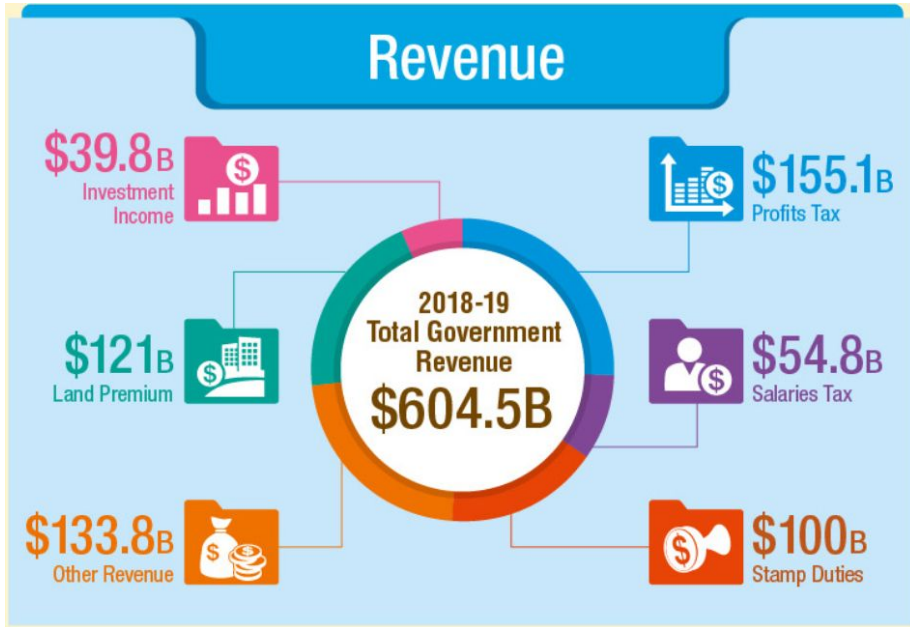 Revenue
$39.8B
Investment
Income
$155.1B
Profits Tax
2018-19
Total Government
Revenue
$604.5B
$121B
Land Premium
$54.8B
Salaries Tax
$133.8B
Other Revenue
$100B
Stamp Duties